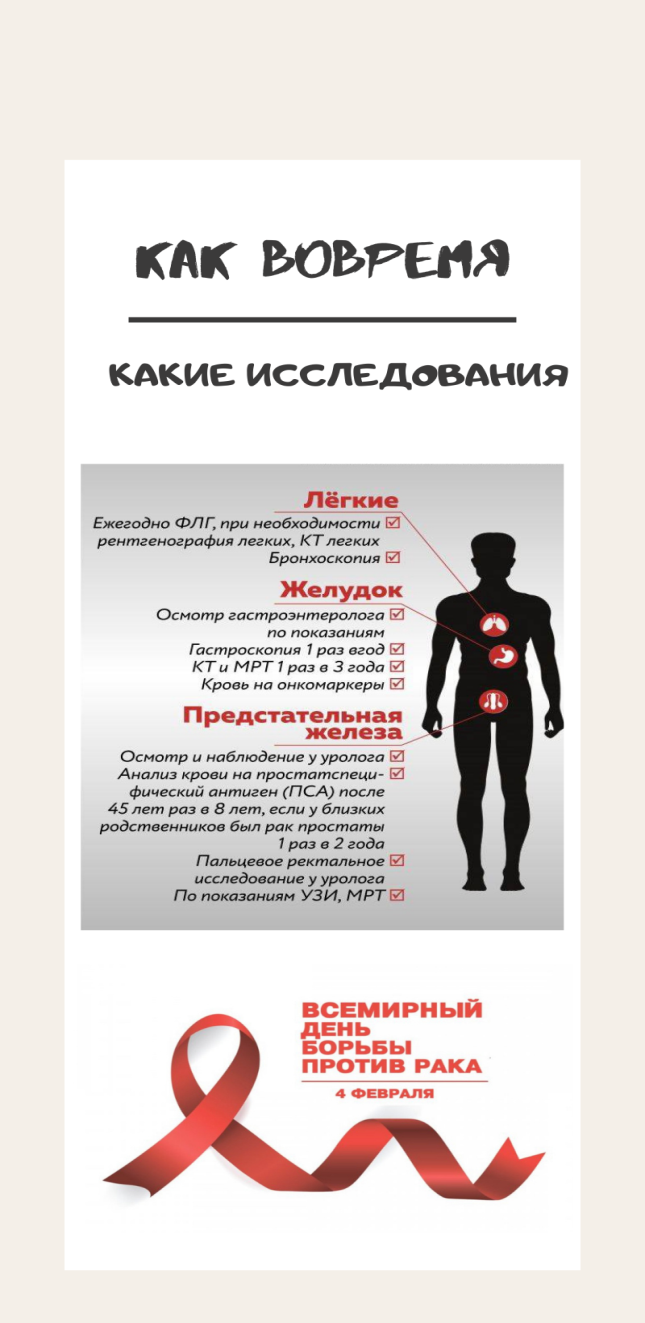 КАК ВОВРЕМЯ
КАКИЕ ИССЛЕДОВАНИЯ
Лёгкие
Ежегодно ФЛГ, при необходимости
рентгенография легких, КТ легких
Бронхоскопия
Желудок
Осмотр гастроэнтеролога
по показаниям
Гастроскопия 1 раз вгод
КТ и МРТ 1 раз в 3 года
Кровь на онкомаркеры
Предстательная
железа
Осмотр и наблюдение у уролога
Анализ крови на простатспеци-
фический антиген (ПСА) после
45 лет раз в 8 лет, если у близких
родственников был рак простаты
1 раз в 2 года
Пальцевое ректальное
исследование у уролога
По показаниям УЗИ, МРТ
ВСЕМИРНЫЙ
ДЕНЬ
БОРЬБЫ
ПРОТИВ РАКА
4 ФЕВРАЛЯ